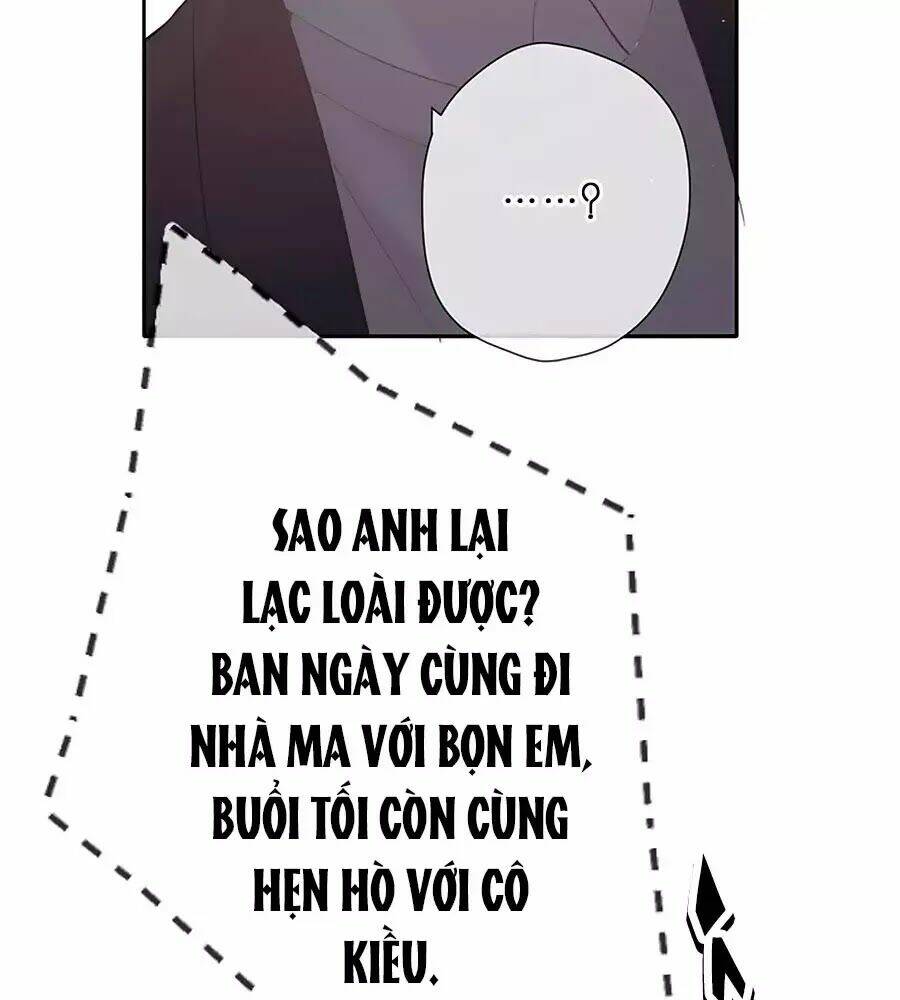 ……?
SAO ANH LẠI
LẠC LOÀI ĐƯỢC?
BAN NGÀY CÙNG ĐI
NHÀ MA VỚI BỌN EM,
BUỔI TỐI CÒN CÙNG
HẸN HÒ VỚI CÔ
KIỀU.